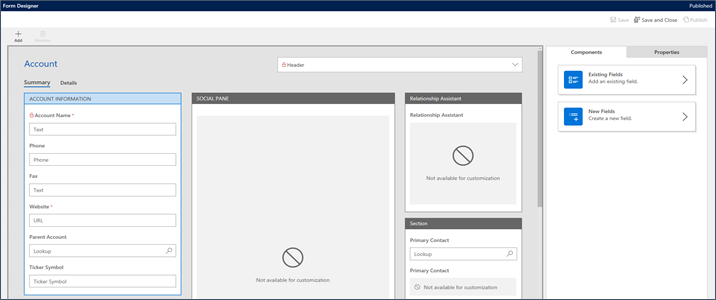 Form Designer
Published
Save
Save and Close
Publish
Add
Remove
Account
Header
Summary
Details
ACCOUNT INFORMATION
Account Name *
Text
Phone
Phone
Fax
Text
Website *
URL
Parent Account
Lookup
Ticker Symbol
Ticker Symbol
SOCIAL PANE
Not available for customization
Relationship Assistant
Relationship Assistant
Not available for customization
Section
Primary Contact
Lookup
Primary Contact
Not available for customization
Components
Properties
Existing Fields
Add an existing field.
New Fields
Create a new field.